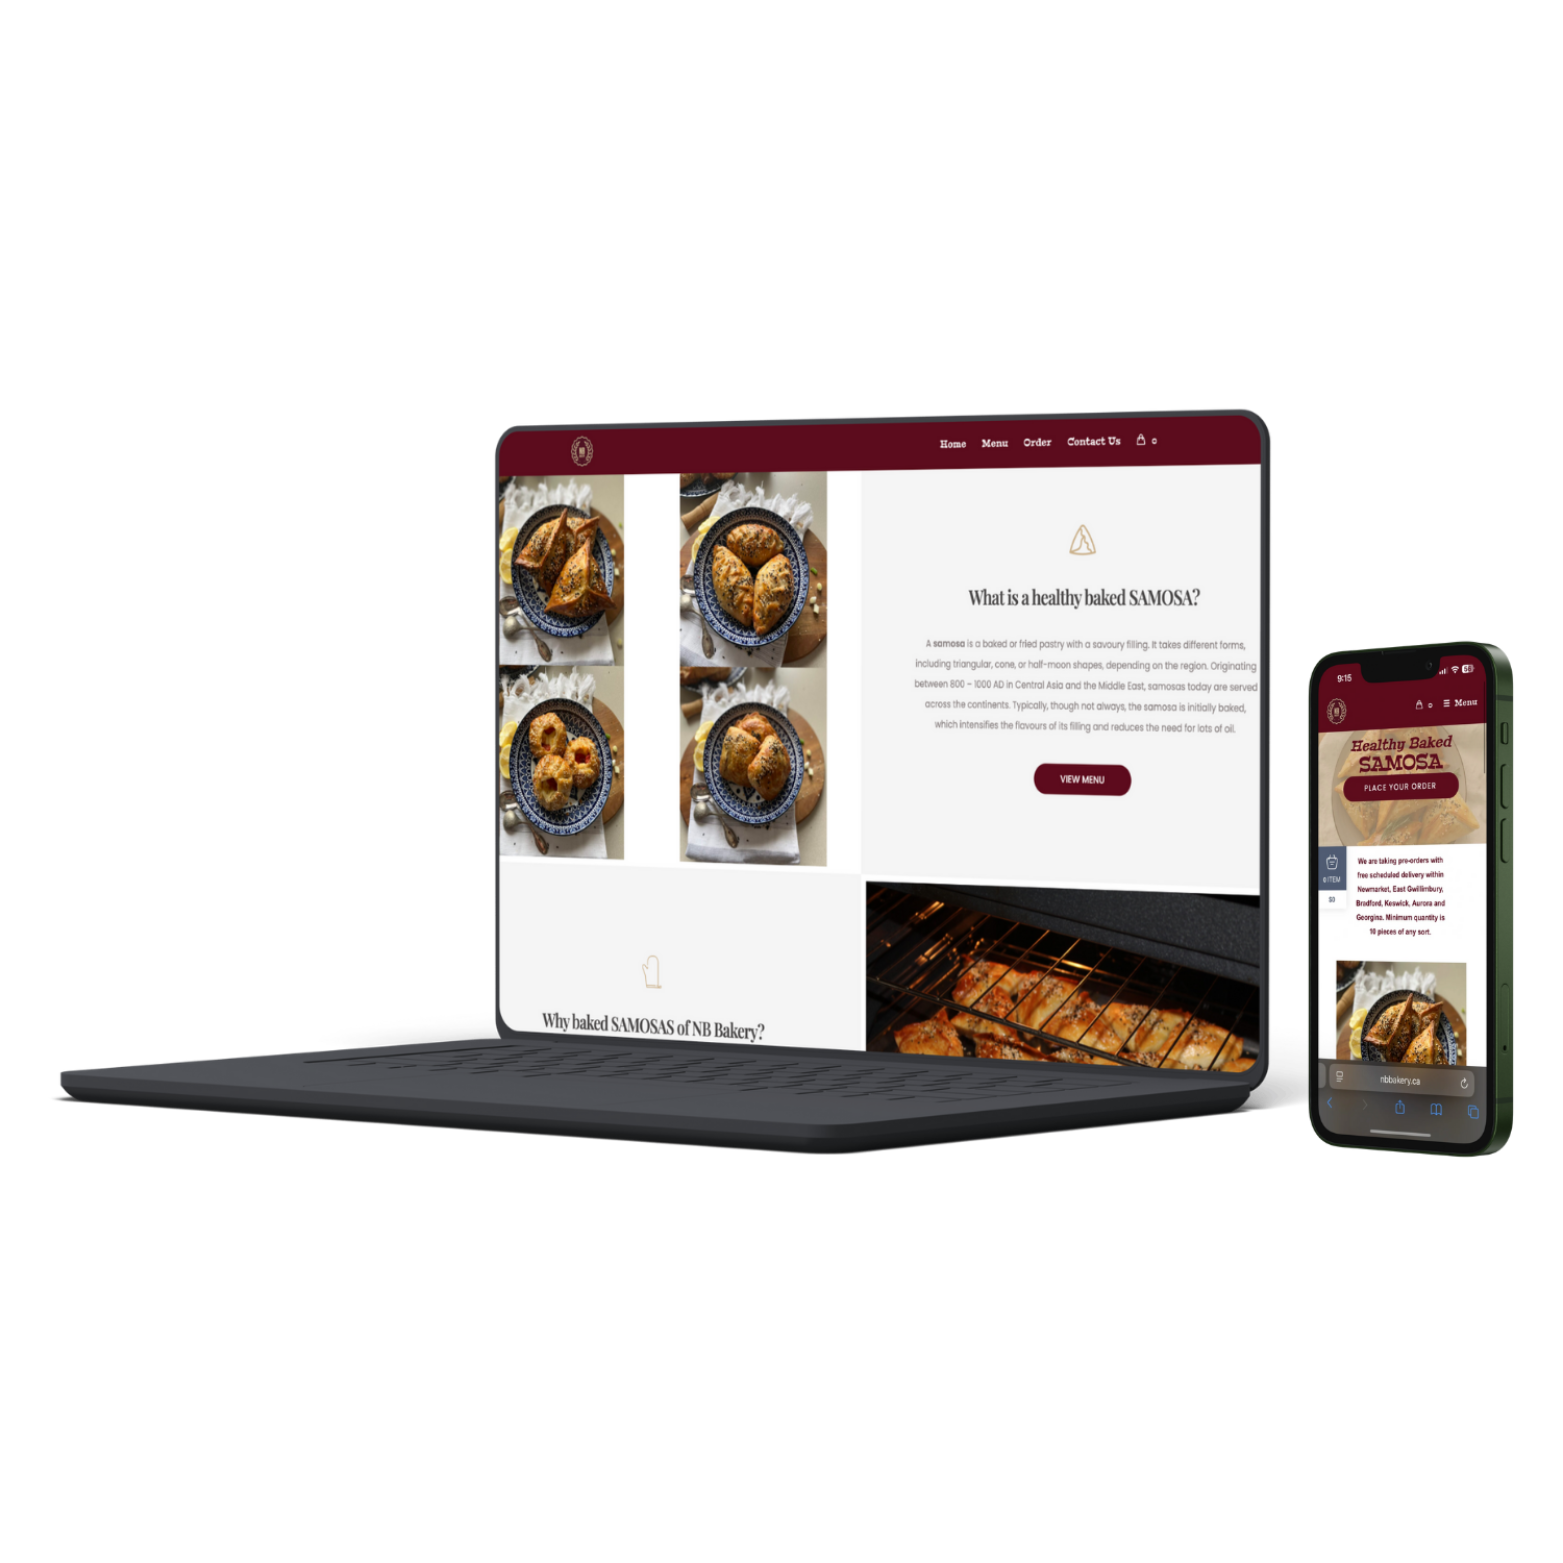 Home Menu Order Contact Us 0
What is a healthy baked SAMOSA?
A samosa is a baked or fried pastry with a savoury filling. It takes different forms,
including triangular, cone, or half-moon shapes, depending on the region. Originating
between 800 – 1000 AD in Central Asia and the Middle East, samosas today are served
across the continents. Typically, though not always, the samosa is initially baked,
which intensifies the flavours of its filling and reduces the need for lots of oil.
VIEW MENU
Why baked SAMOSAS of NB Bakery?
9:15
0 Menu
Healthy Baked
SAMOSA
PLACE YOUR ORDER
0 ITEM
$0
We are taking pre-orders with
free scheduled delivery within
Newmarket, East Gwillimbury,
Bradford, Keswick, Aurora and
Georgina. Minimum quantity is
10 pieces of any sort.
nbbakery.ca